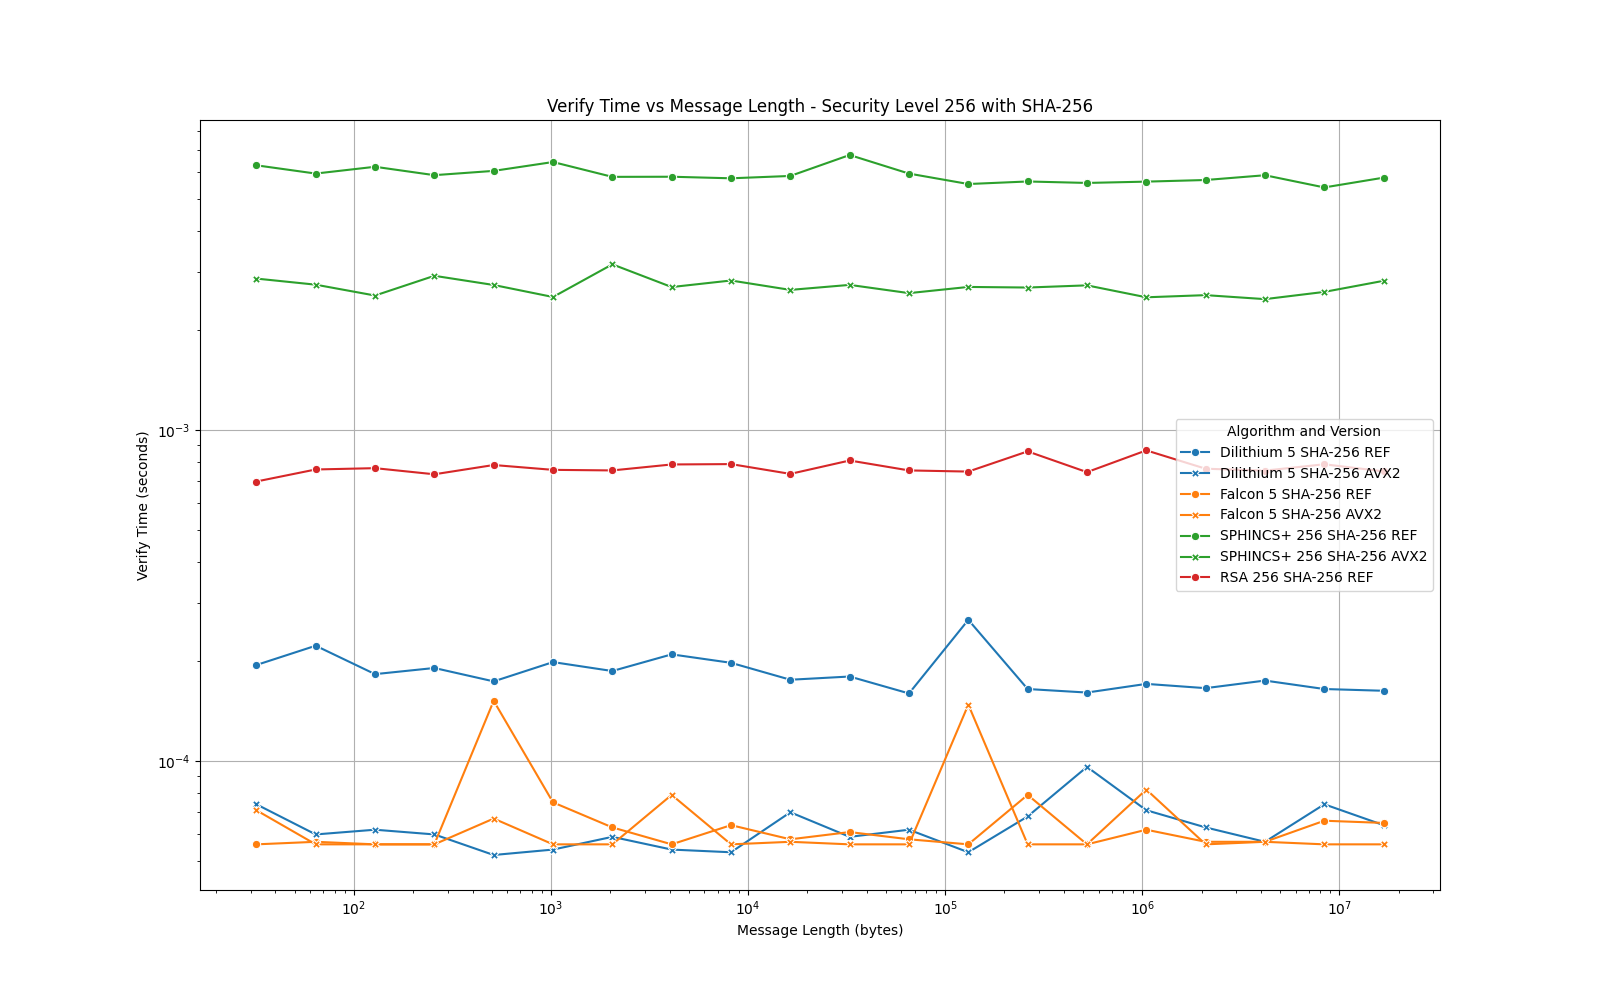 Verify Time vs Message Length - Security Level 256 with SHA-256
Verify Time (seconds)
10⁻³
10⁻⁴
Algorithm and Version
Dilithium 5 SHA-256 REF
Dilithium 5 SHA-256 AVX2
Falcon 5 SHA-256 REF
Falcon 5 SHA-256 AVX2
SPHINCS+ 256 SHA-256 REF
SPHINCS+ 256 SHA-256 AVX2
RSA 256 SHA-256 REF
10² 10³ 10⁴ 10⁵ 10⁶ 10⁷
Message Length (bytes)